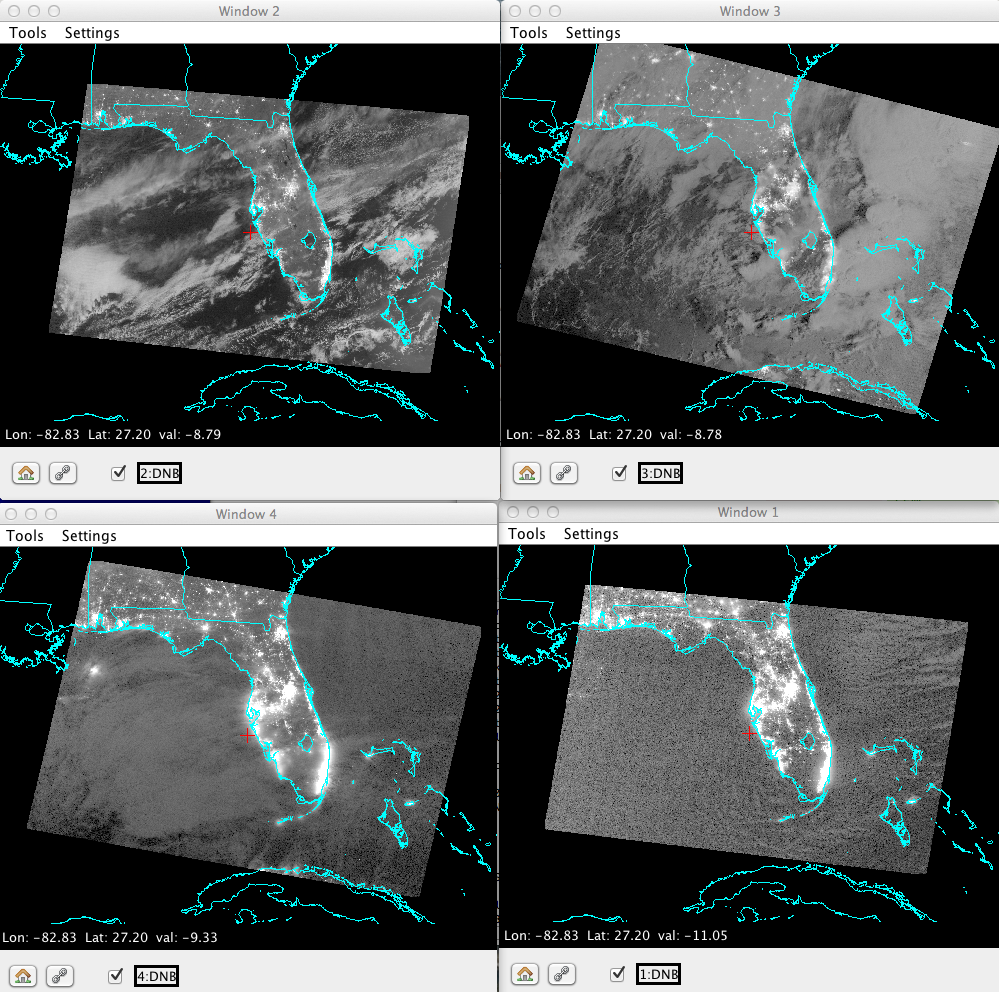 Window 2
Tools Settings
Lon: −82.83 Lat: 27.20 val: −8.79
2:DNB
Window 3
Tools Settings
Lon: −82.83 Lat: 27.20 val: −8.78
3:DNB
Window 4
Tools Settings
Lon: −82.83 Lat: 27.20 val: −9.33
4:DNB
Window 1
Tools Settings
Lon: −82.83 Lat: 27.20 val: −11.05
1:DNB